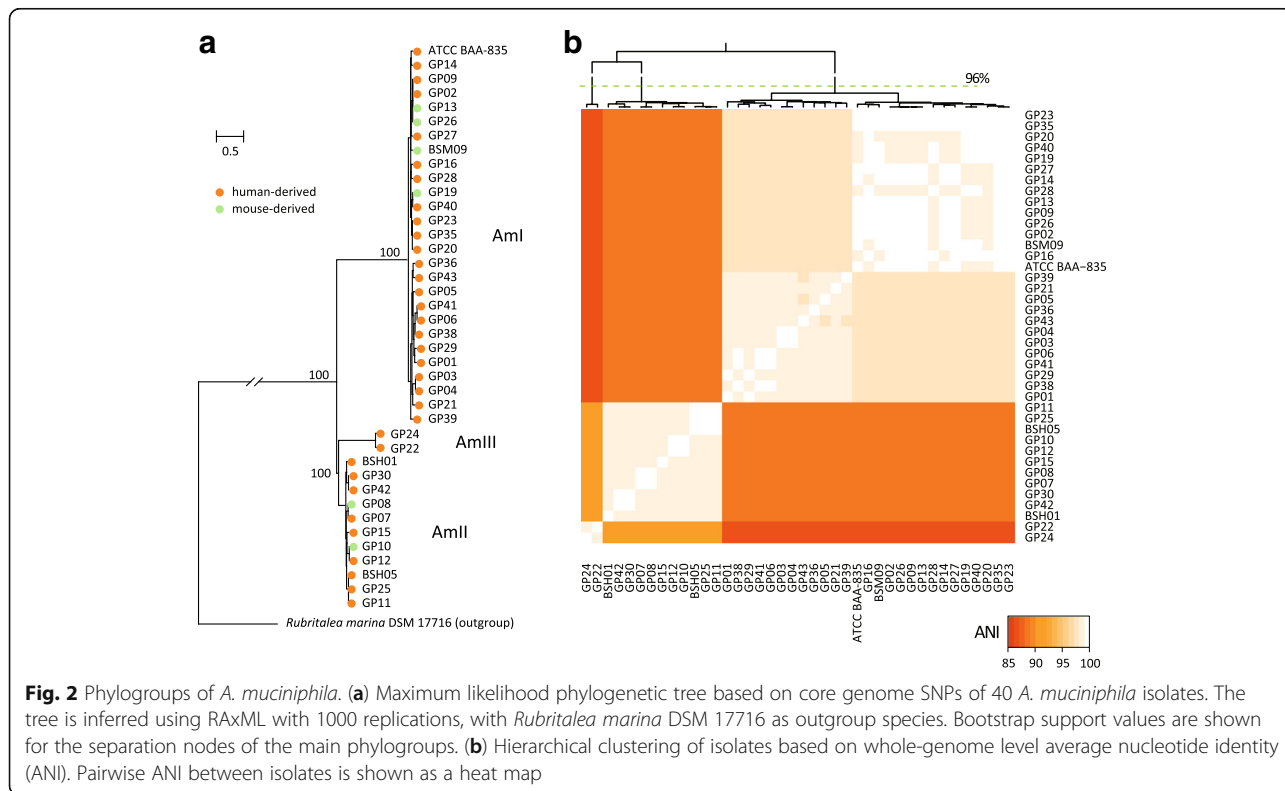 a
0.5
human-derived
mouse-derived
100
100
100
ATCC BAA-835
GP14
GP09
GP02
GP13
GP26
GP27
BSM09
GP16
GP28
GP19
GP40
GP23
GP35
GP20
GP36
GP43
GP05
GP41
GP06
GP38
GP29
GP01
GP03
GP04
GP21
GP39
GP24
GP22
BSH01
GP30
GP42
GP08
GP07
GP15
GP10
GP12
BSH05
GP25
GP11
Rubritalea marina DSM 17716 (outgroup)
AmI
AmIII
AmII
b
96%
GP23
GP35
GP20
GP40
GP19
GP27
GP14
GP28
GP13
GP09
GP26
GP02
BSM09
GP16
ATCC BAA−835
GP39
GP21
GP05
GP36
GP43
GP04
GP03
GP06
GP41
GP29
GP38
GP01
GP11
GP25
BSH05
GP10
GP12
GP15
GP08
GP07
GP30
GP42
BSH01
GP22
GP24
GP24
GP22
BSH01
GP42
GP30
GP07
GP08
GP15
GP12
GP10
BSH05
GP25
GP11
GP01
GP38
GP29
GP41
GP06
GP03
GP04
GP43
GP36
GP05
GP21
GP39
ATCC BAA−835
GP16
BSM09
GP02
GP26
GP09
GP13
GP28
GP14
GP27
GP19
GP40
GP20
GP35
GP23
ANI
85 90 95 100
Fig. 2 Phylogroups of A. muciniphila. (a) Maximum likelihood phylogenetic tree based on core genome SNPs of 40 A. muciniphila isolates. The
tree is inferred using RAxML with 1000 replications, with Rubritalea marina DSM 17716 as outgroup species. Bootstrap support values are shown
for the separation nodes of the main phylogroups. (b) Hierarchical clustering of isolates based on whole-genome level average nucleotide identity
(ANI). Pairwise ANI between isolates is shown as a heat map